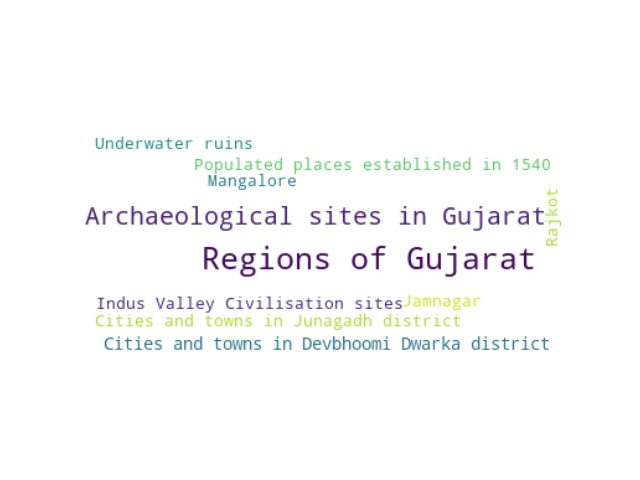 Underwater ruins
Populated places established in 1540
Mangalore
Archaeological sites in Gujarat
Rajkot
Regions of Gujarat
Indus Valley Civilisation sites
Jamnagar
Cities and towns in Junagadh district
Cities and towns in Devbhoomi Dwarka district